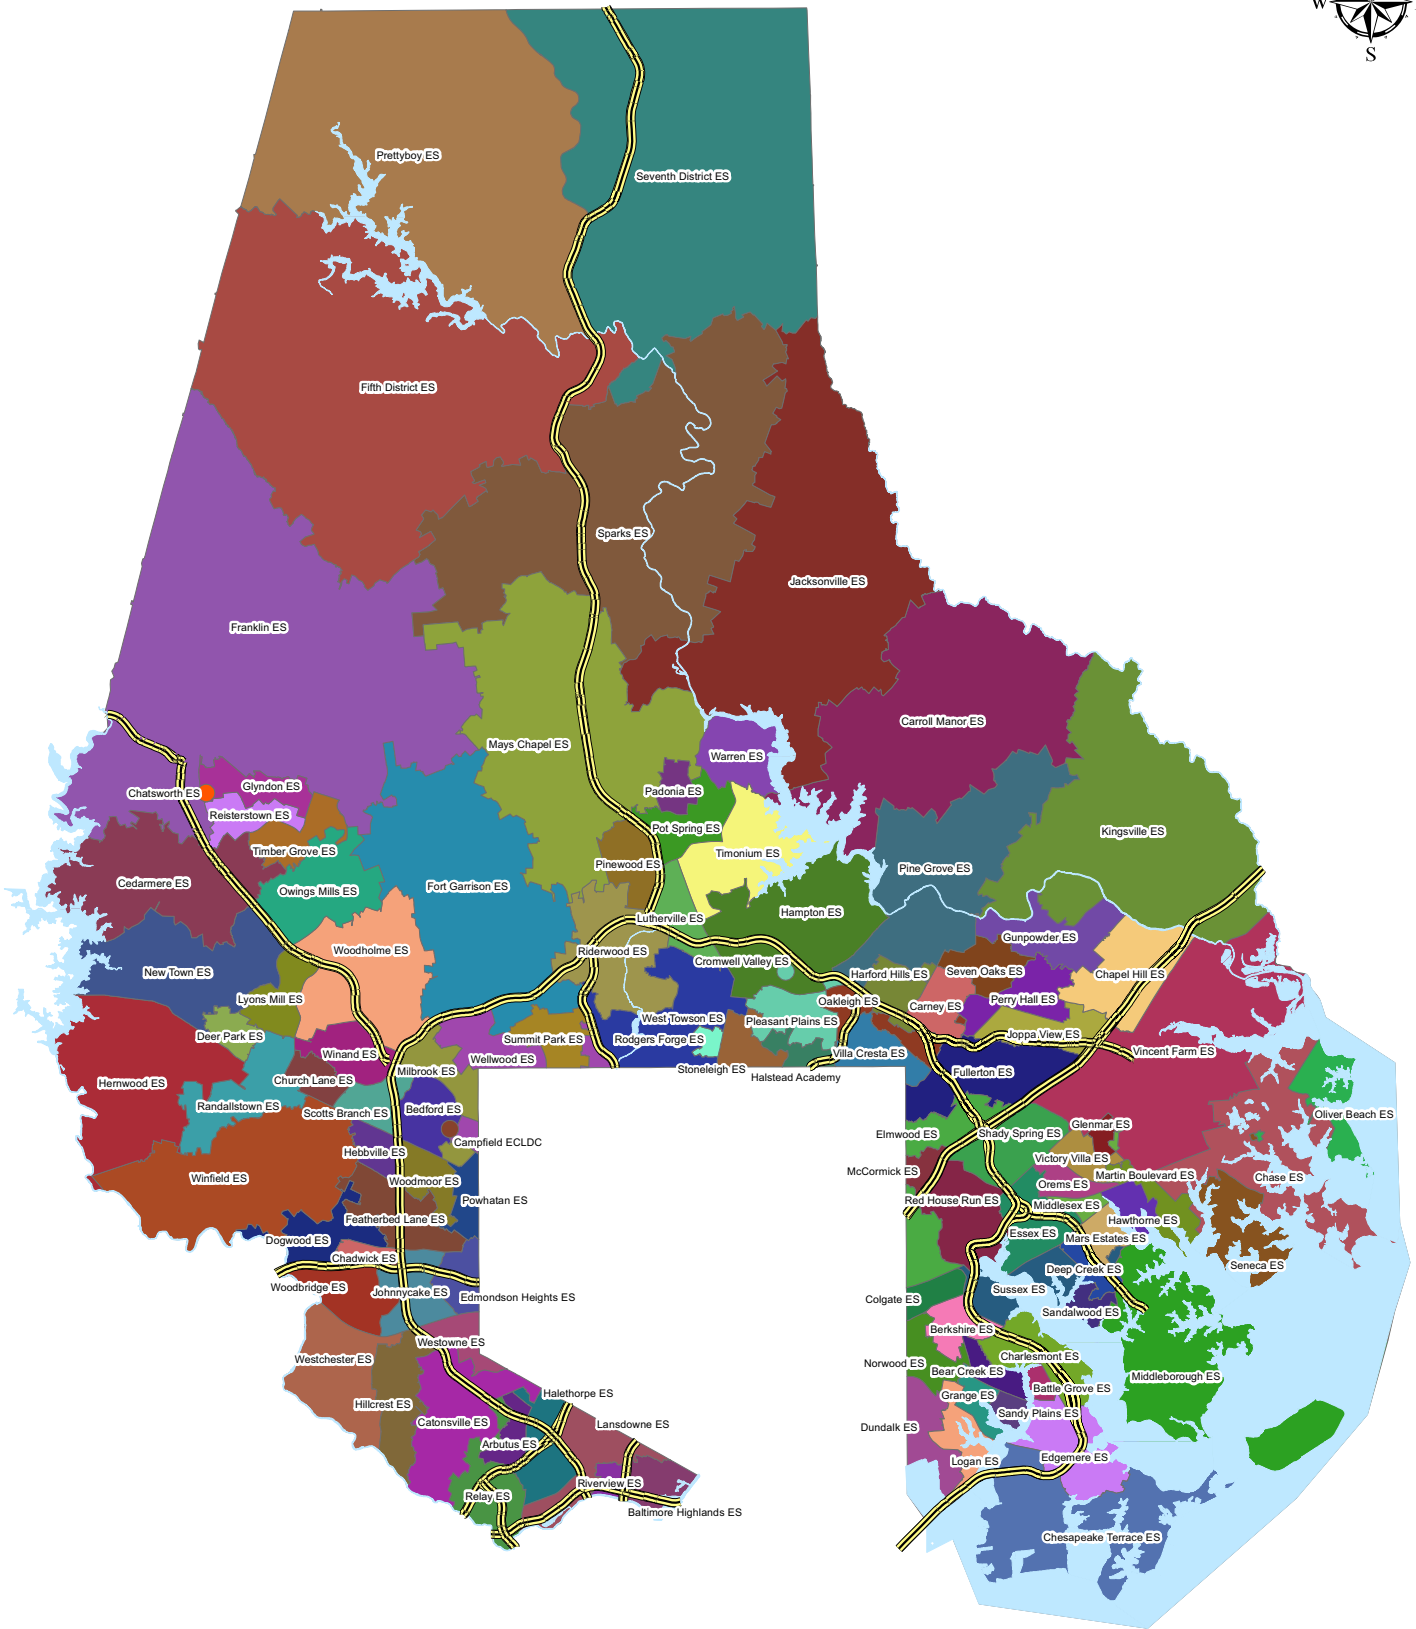 W
S
Prettyboy ES
Seventh District ES
Fifth District ES
Sparks ES
Jacksonville ES
Franklin ES
Carroll Manor ES
Mays Chapel ES
Warren ES
Glyndon ES
Chatsworth ES
Padonia ES
Reisterstown ES
Pot Spring ES
Kingsville ES
Timber Grove ES
Timonium ES
Pinewood ES
Pine Grove ES
Cedarmere ES
Owings Mills ES
Fort Garrison ES
Hampton ES
Lutherville ES
Gunpowder ES
Woodholme ES
Riderwood ES
Cromwell Valley ES
New Town ES
Harford Hills ES
Seven Oaks ES
Chapel Hill ES
Lyons Mill ES
Oakleigh ES
Carney ES
Perry Hall ES
West Towson ES
Pleasant Plains ES
Deer Park ES
Summit Park ES
Rodgers Forge ES
Joppa View ES
Winand ES
Wellwood ES
Villa Cresta ES
Vincent Farm ES
Milbrook ES
Stoneleigh ES
Halstead Academy
Fullerton ES
Hernwood ES
Church Lane ES
Randallstown ES
Scotts Branch ES
Bedford ES
Oliver Beach ES
Campfield ECLDC
Elmwood ES
Shady Spring ES
Glenmar ES
Hebbville ES
Victory Villa ES
Winfield ES
Woodmoor ES
McCormick ES
Martin Boulevard ES
Chase ES
Orems ES
Powhatan ES
Red House Run ES
Middlesex ES
Featherbed Lane ES
Hawthorne ES
Dogwood ES
Essex ES
Mars Estates ES
Chadwick ES
Deep Creek ES
Seneca ES
Woodbridge ES
Johnnycake ES
Edmondson Heights ES
Sussex ES
Colgate ES
Sandalwood ES
Westowne ES
Berkshire ES
Westchester ES
Norwood ES
Charlesmont ES
Bear Creek ES
Middleborough ES
Halethorpe ES
Battle Grove ES
Grange ES
Hillcrest ES
Catonsville ES
Lansdowne ES
Dundalk ES
Sandy Plains ES
Arbutus ES
Edgemere ES
Logan ES
Riverview ES
Relay ES
Baltimore Highlands ES
Chesapeake Terrace ES